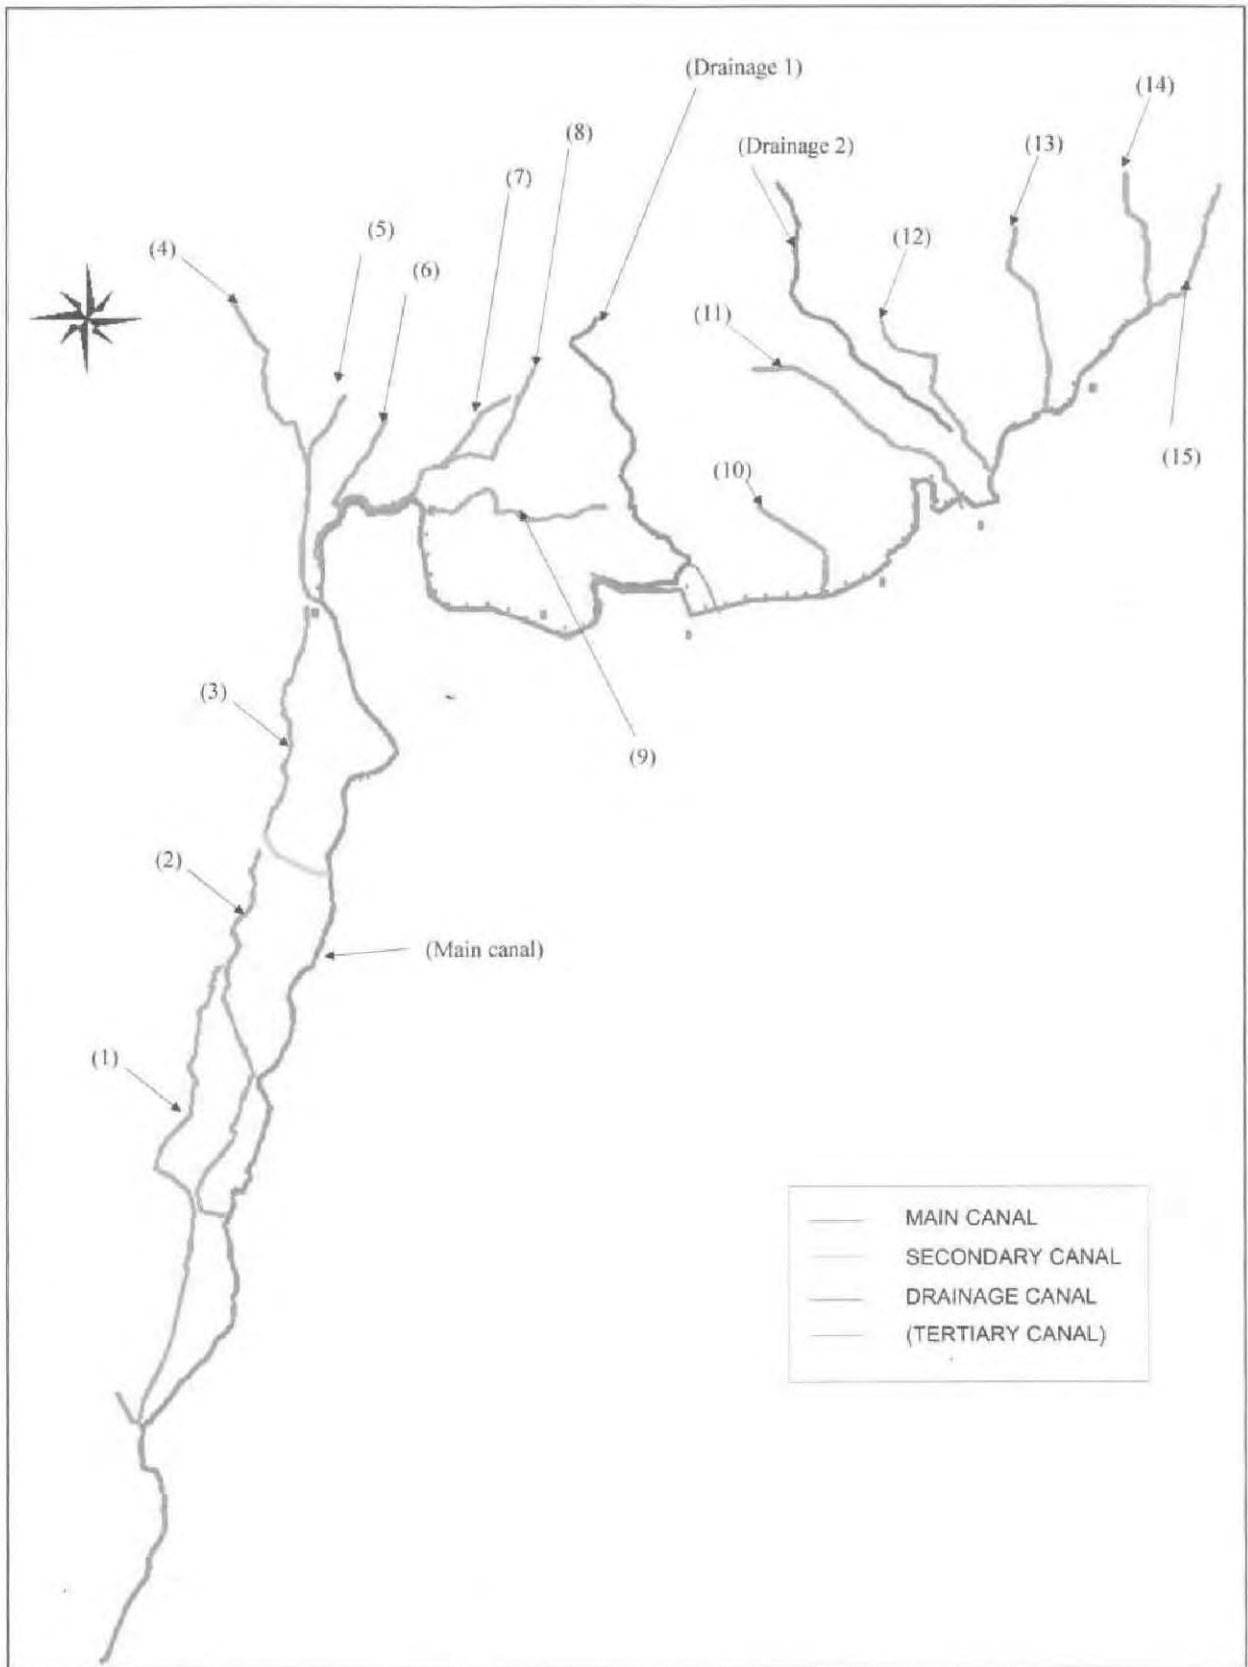 (Drainage 1)
(14)
(8)
(13)
(Drainage 2)
(7)
(5)
(12)
(4)
(6)
(11)
(15)
(10)
(3)
(9)
(2)
(Main canal)
(1)
MAIN CANAL
SECONDARY CANAL
DRAINAGE CANAL
(TERTIARY CANAL)